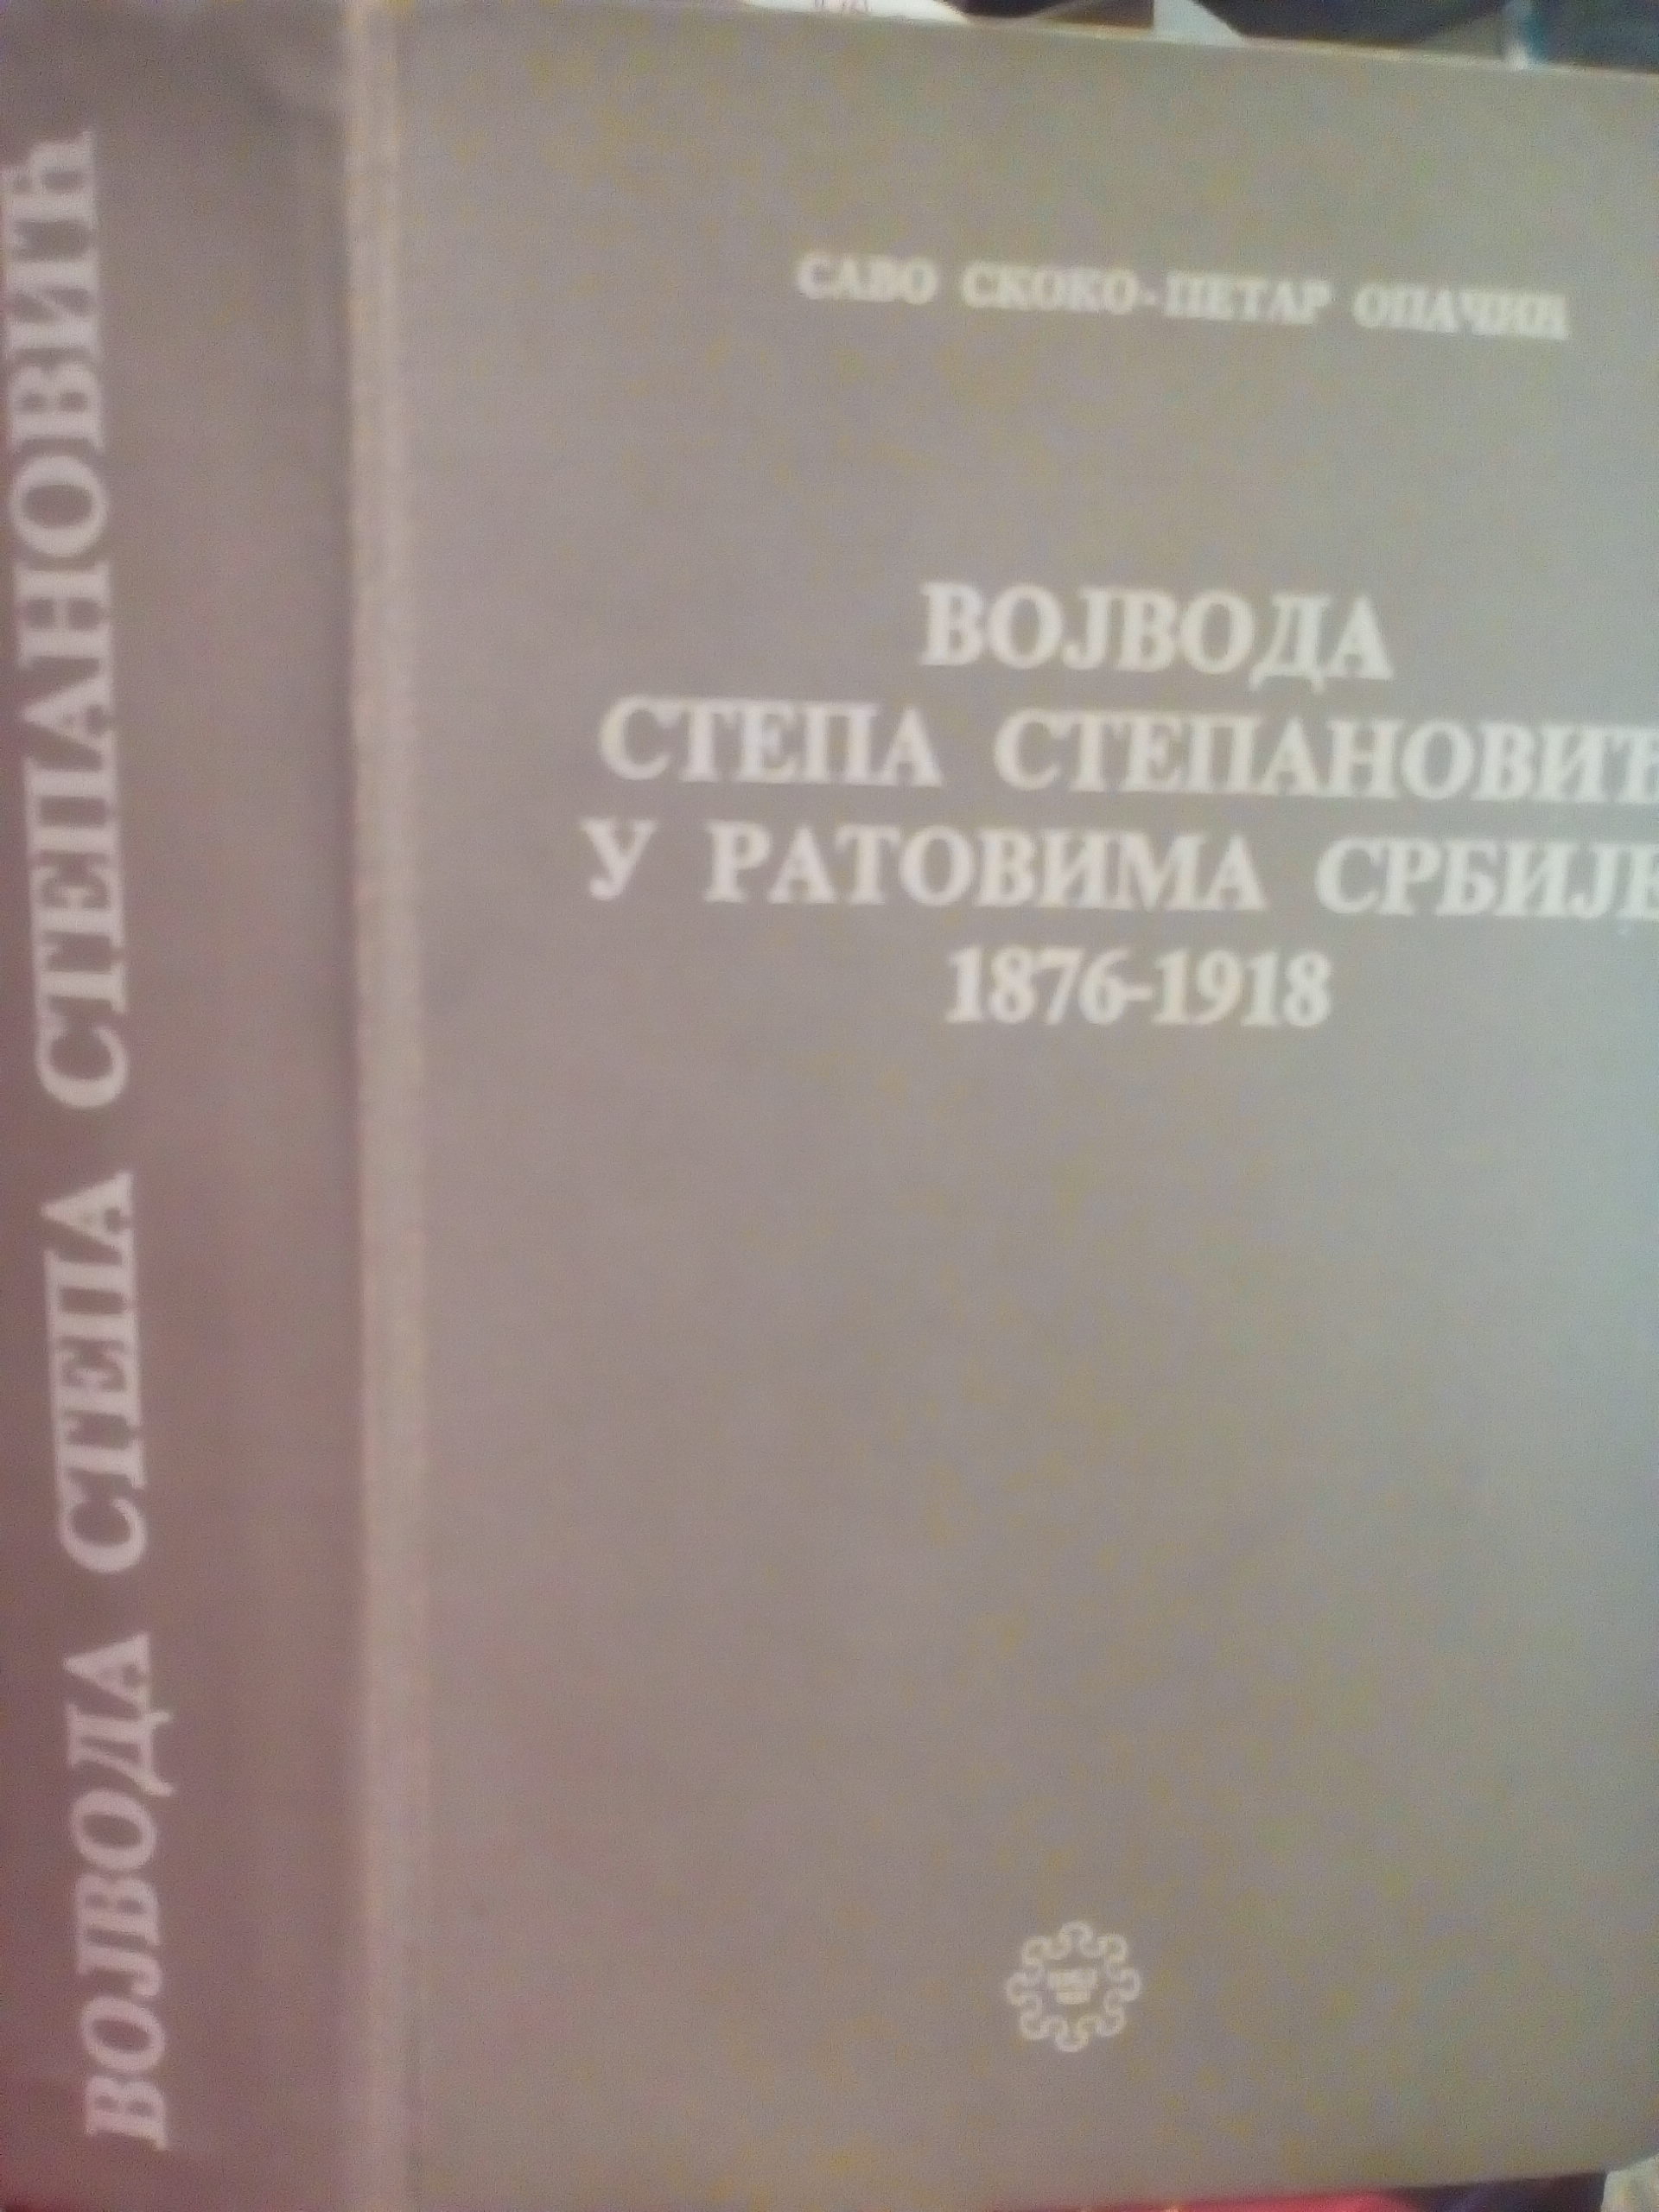 ВОЈВОДА СТЕПА СТЕПАНОВИЋ
САВО СКОКО-ПЕТАР ОПАЧИЋ
ВОЈВОДА
СТЕПА СТЕПАНОВИЋ
У РАТОВИМА СРБИЈЕ
1876-1918